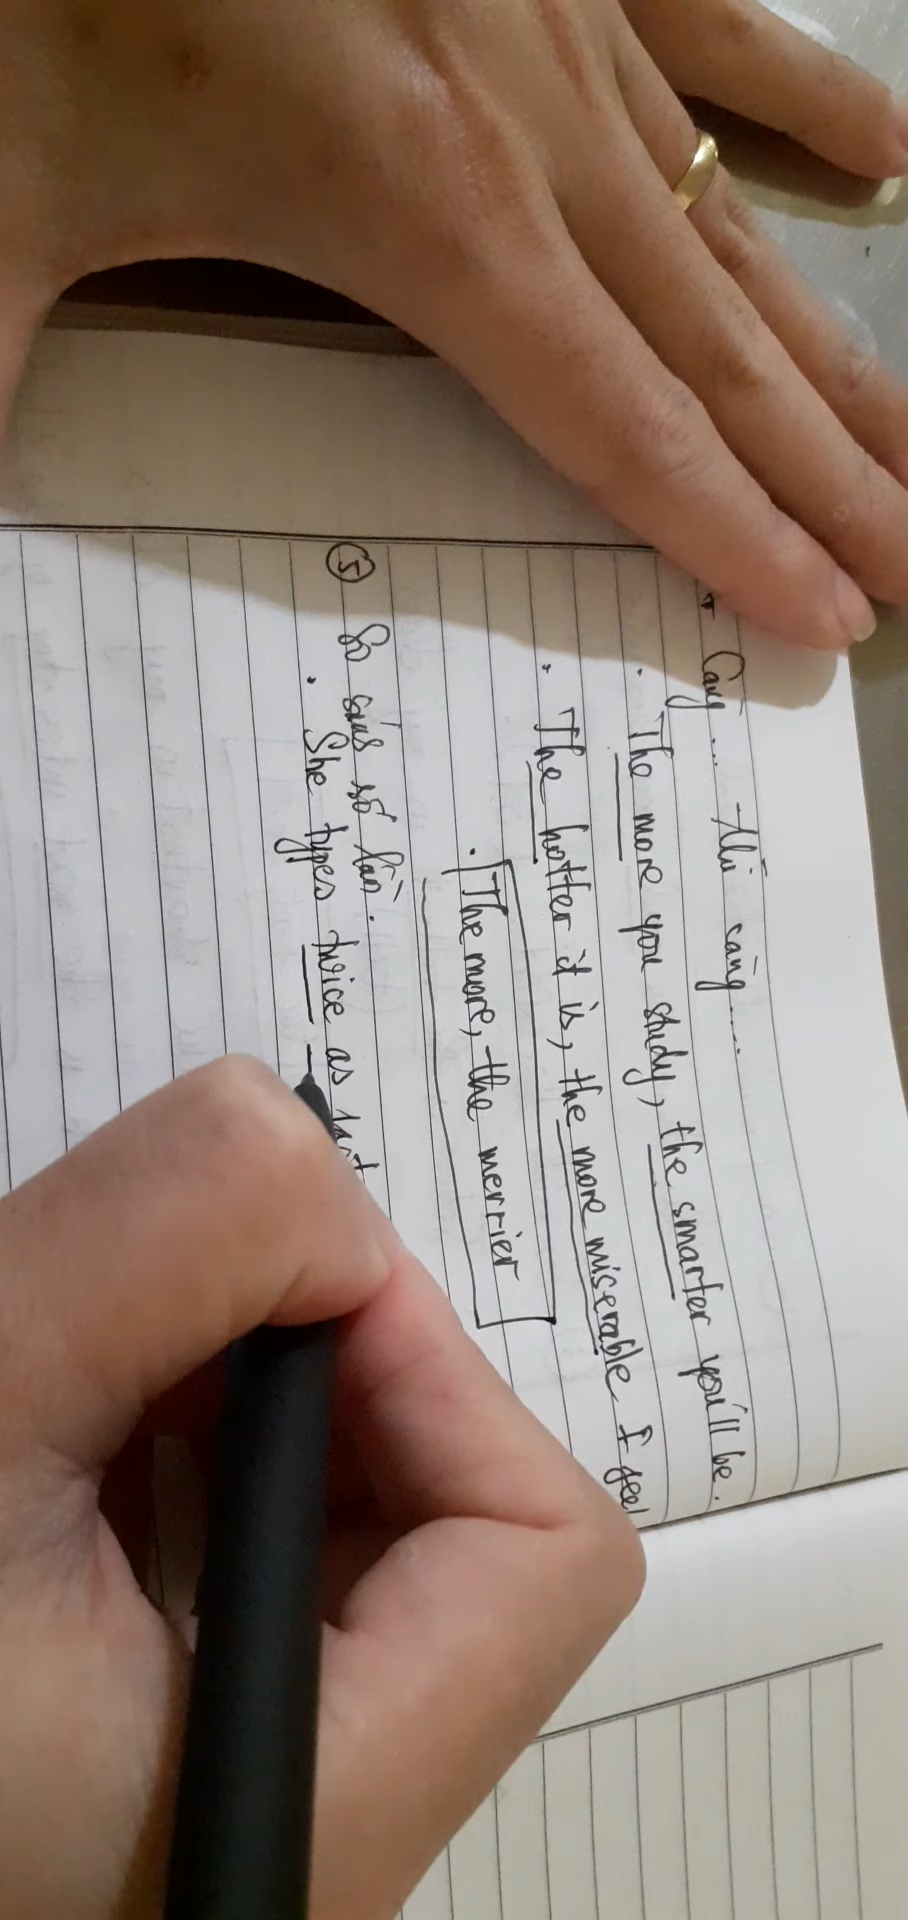 + Càng ... thì càng ...
. The more you study, the smarter you'll be.
. The hotter it is, the more miserable I feel
. The more, the merrier
⑤ So sánh số lần.
. She types twice as fast